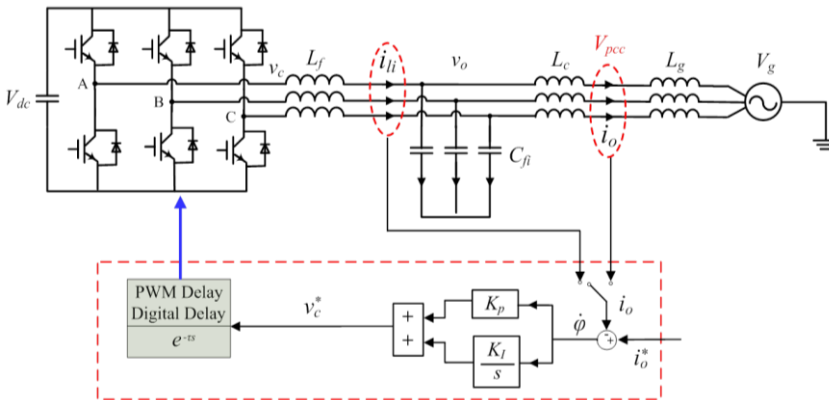 V_dc
A
B
C
v_c
L_f
i_li
v_o
L_c
V_pcc
L_g
V_g
i_o
C_fi
PWM Delay
Digital Delay
e^-τs
v_c^*
+
+
K_p
K_I
s
φ̇
i_o
-
+
i_o^*